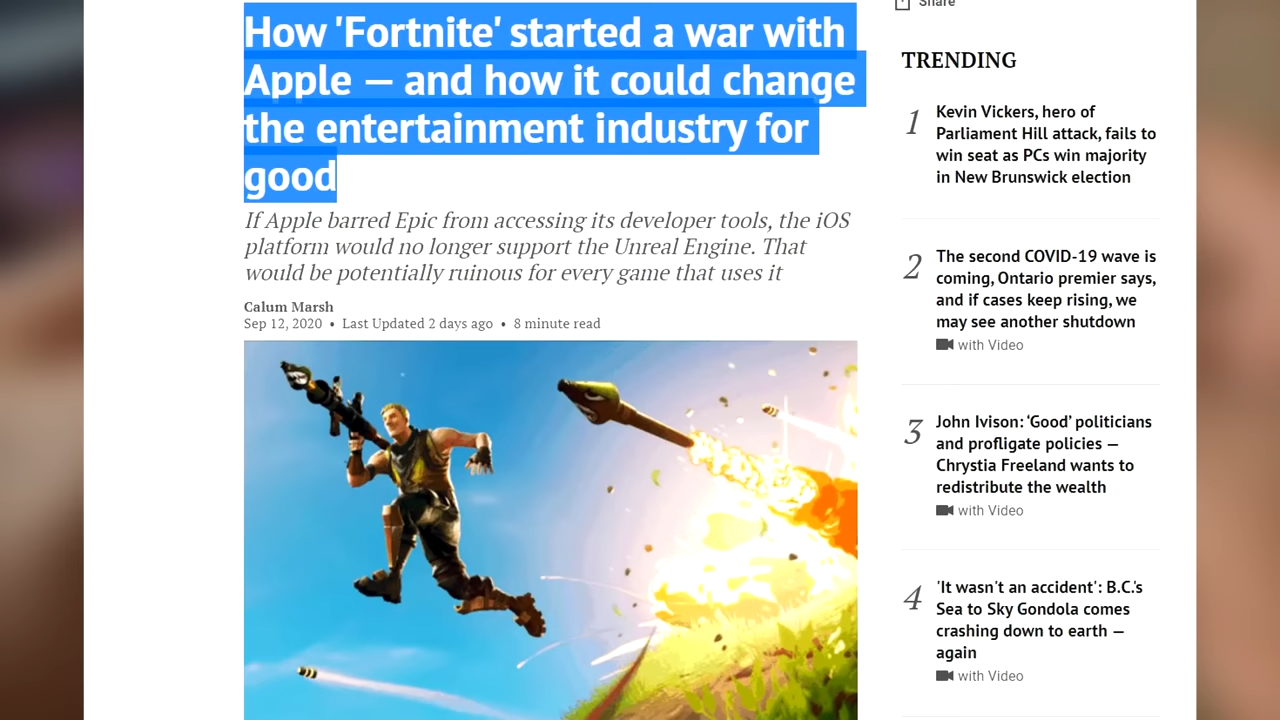 How 'Fortnite' started a war with
Apple — and how it could change
the entertainment industry for
good
If Apple barred Epic from accessing its developer tools, the iOS
platform would no longer support the Unreal Engine. That
would be potentially ruinous for every game that uses it
Calum Marsh
Sep 12, 2020 • Last Updated 2 days ago • 8 minute read
Share
TRENDING
1
Kevin Vickers, hero of
Parliament Hill attack, fails to
win seat as PCs win majority
in New Brunswick election
2
The second COVID-19 wave is
coming, Ontario premier says,
and if cases keep rising, we
may see another shutdown
with Video
3
John Ivison: ‘Good’ politicians
and profligate policies —
Chrystia Freeland wants to
redistribute the wealth
with Video
4
'It wasn't an accident': B.C.'s
Sea to Sky Gondola comes
crashing down to earth —
again
with Video